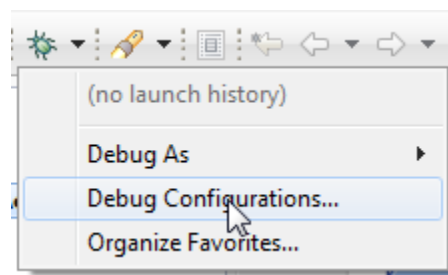 (no launch history)
Debug As
Debug Configurations...
Organize Favorites...